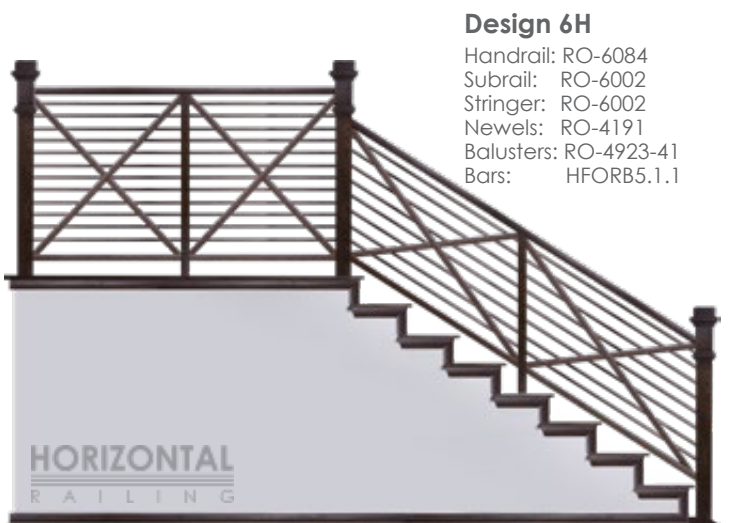 Design 6H
Handrail: RO-6084
Subrail: RO-6002
Stringer: RO-6002
Newels: RO-4191
Balusters: RO-4923-41
Bars: HFORB5.1.1
HORIZONTAL
RAILING